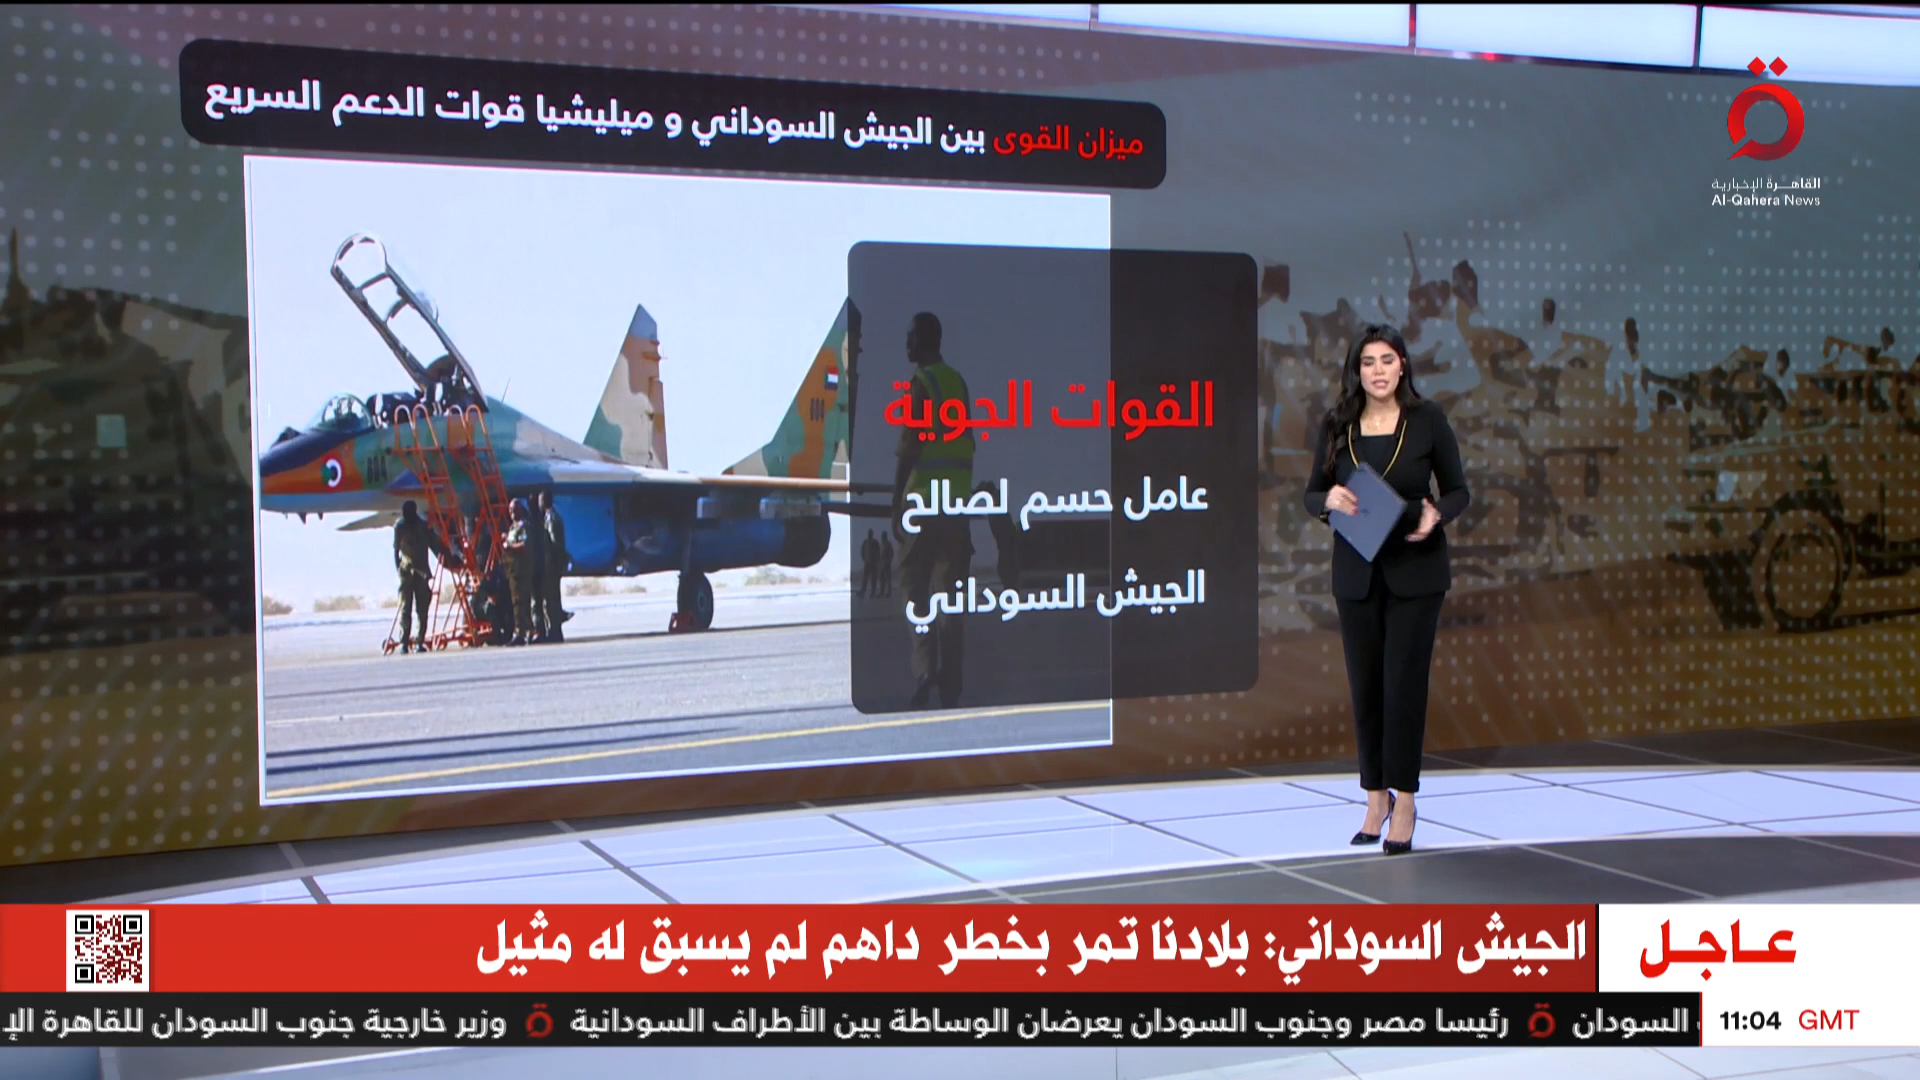 ميزان القوى بين الجيش السوداني و ميليشيا قوات الدعم السريع
القاهرة الإخبارية
Al-Qahera News
القوات الجوية
عامل حسم لصالح
الجيش السوداني
عاجل
الجيش السوداني: بلادنا تمر بخطر داهم لم يسبق له مثيل
11:04 GMT
السودان رئيسا مصر وجنوب السودان يعرضان الوساطة بين الأطراف السودانية وزير خارجية جنوب السودان للقاهرة الإ